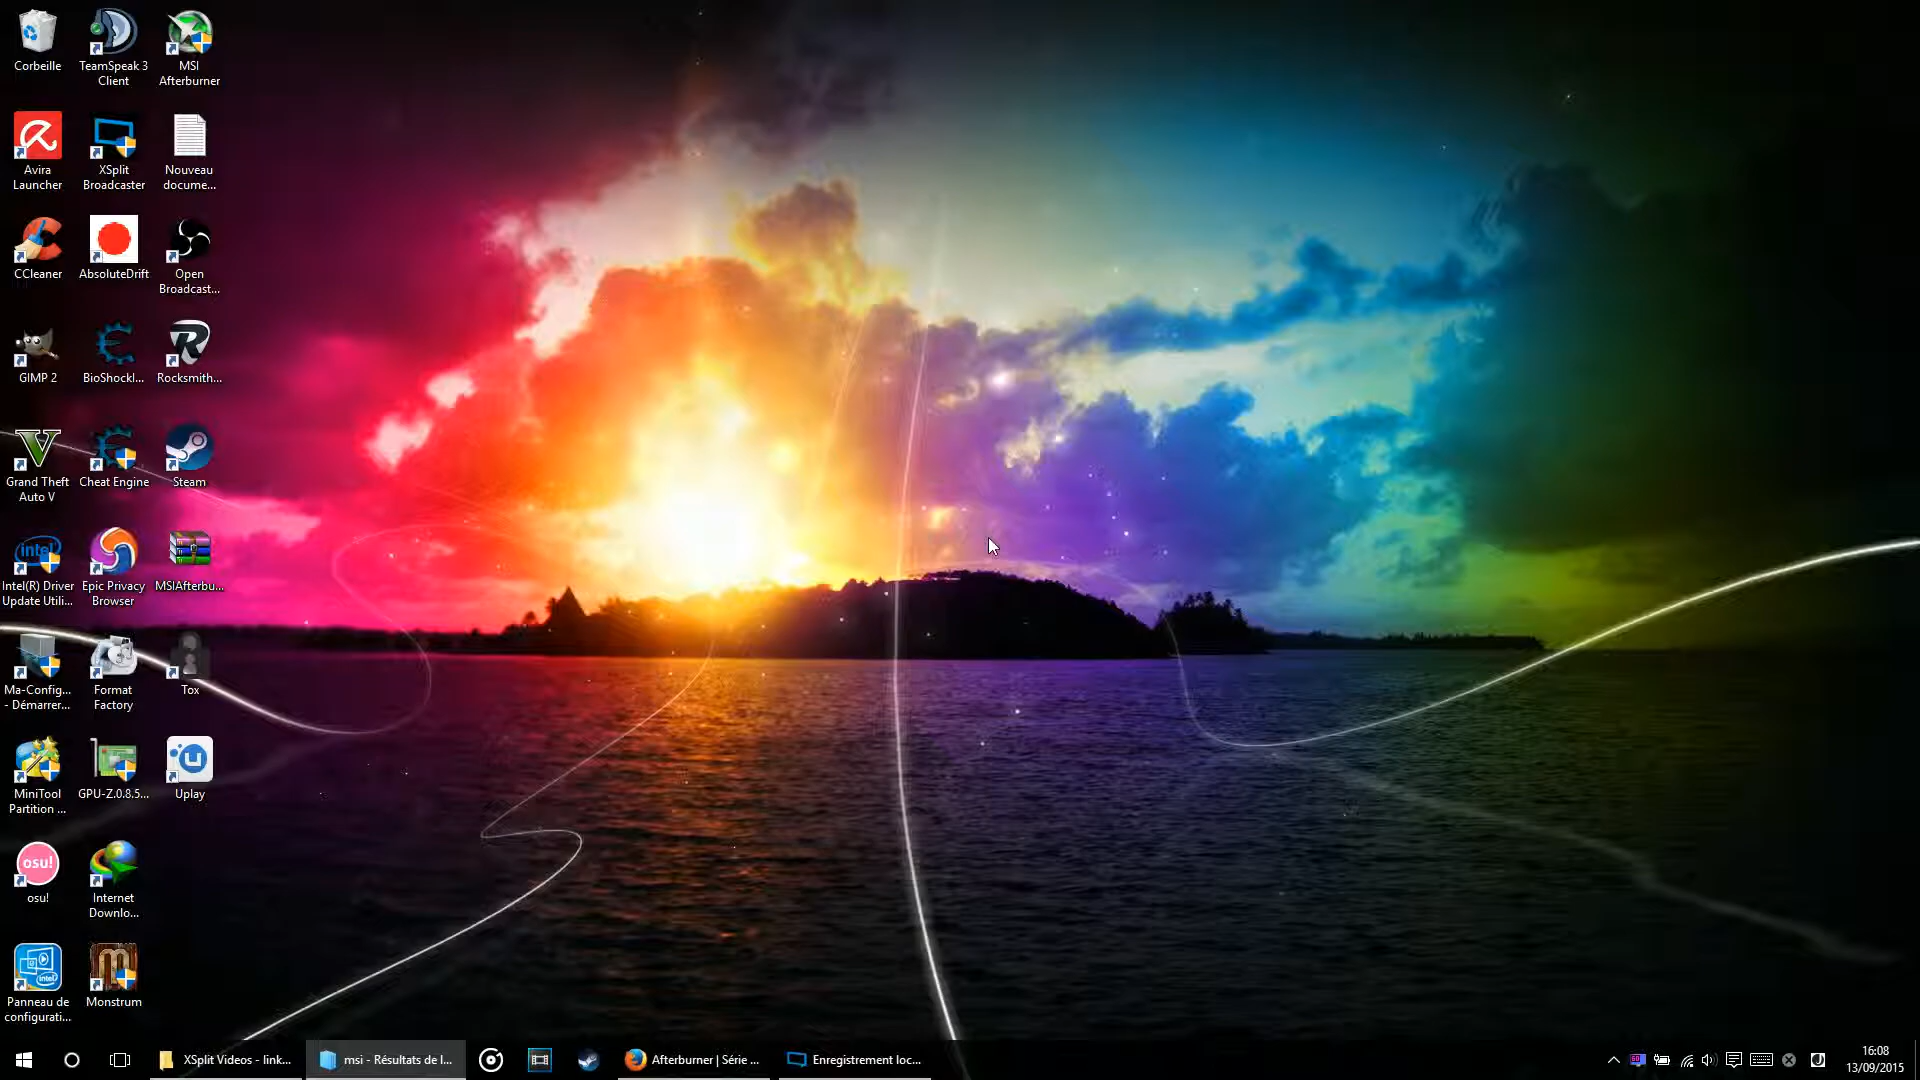 Corbeille
TeamSpeak 3
Client
MSI
Afterburner
Avira
Launcher
XSplit
Broadcaster
Nouveau
docume...
CCleaner
AbsoluteDrift
Open
Broadcast...
GIMP 2
BioShockI...
Rocksmith...
Grand Theft
Auto V
Cheat Engine
Steam
intel
Intel(R) Driver
Update Utili...
Epic Privacy
Browser
MSIAfterbu...
Ma-Config...
- Démarrer...
Format
Factory
Tox
MiniTool
Partition ...
GPU-Z.0.8.5...
Uplay
osu!
osu!
Internet
Downlo...
Panneau de
configurati...
Monstrum
XSplit Videos - link...
msi - Résultats de l...
Afterburner | Série ...
Enregistrement loc...
16:08
13/09/2015